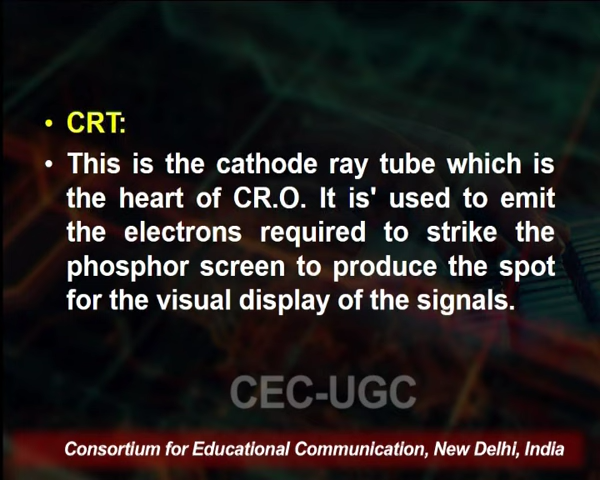 • CRT:
• This is the cathode ray tube which is
the heart of CR.O. It is' used to emit
the electrons required to strike the
phosphor screen to produce the spot
for the visual display of the signals.
CEC-UGC
Consortium for Educational Communication, New Delhi, India